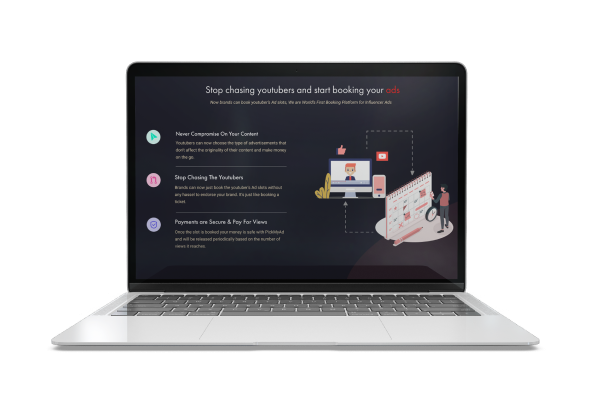 Stop chasing youtubers and start booking your ads
Now brands can book youtube's Ad slots. We are World's First Booking Platform for Influencer Ads
Never Compromise On Your Content
Youtubers can now choose the type of advertisements that
don't affect the originality of their content and make money
on the go.
Stop Chasing The Youtubers
Brands can now just book the youtube's Ad slots without
any hassel to endorse your brand. It's just like booking a
ticket.
Payments are Secure & Pay For Views
Once the slot is booked your money is safe with PickMyAd
and will be released periodically based on the number of
views it reaches.